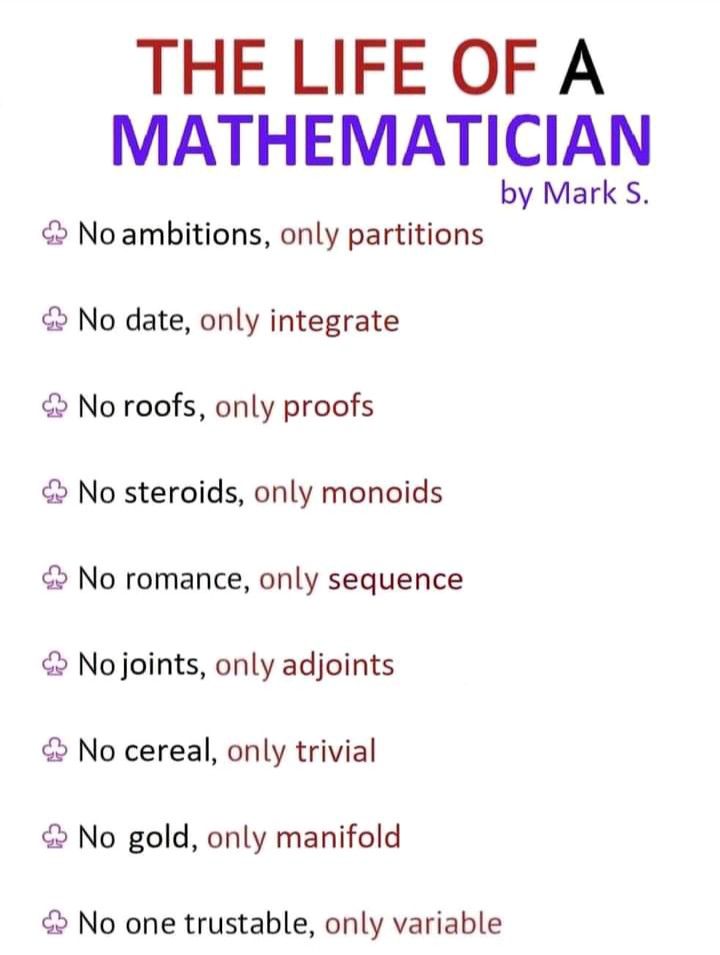 THE LIFE OF A
MATHEMATICIAN
by Mark S.
♧ No ambitions, only partitions
♧ No date, only integrate
♧ No roofs, only proofs
♧ No steroids, only monoids
♧ No romance, only sequence
♧ No joints, only adjoints
♧ No cereal, only trivial
♧ No gold, only manifold
♧ No one trustable, only variable